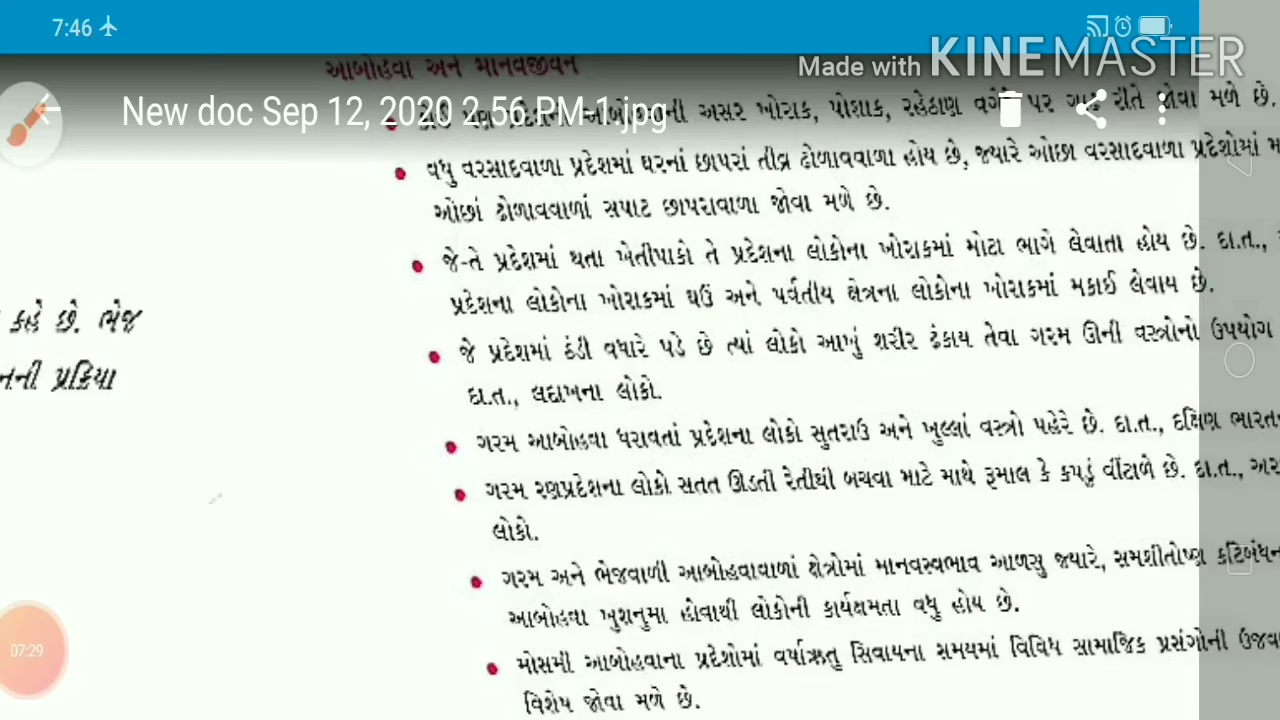 7:46
Made with KINEMASTER
આબોહવા અને માનવજીવન
New doc Sep 12, 2020 2.56 PM-1.jpg
અસર ખોરાક, પોશાક, રહેઠાણ વગેરે પર ગાઢ રીતે જોવા મળે છે.
વધુ વરસાદવાળા પ્રદેશમાં ઘરનાં છાપરાં તીવ્ર ઢોળાવવાળા હોય છે, જ્યારે ઓછા વરસાદવાળા પ્રદેશોમાં
ઓછાં ઢોળાવવાળાં સપાટ છાપરાવાળા જોવા મળે છે.
જે-તે પ્રદેશમાં થતા ખેતીપાકો તે પ્રદેશના લોકોના ખોરાકમાં મોટા ભાગે લેવાતા હોય છે. દા.ત.,
પ્રદેશના લોકોના ખોરાકમાં ઘઉં અને પર્વતીય ક્ષેત્રના લોકોના ખોરાકમાં મકાઈ લેવાય છે.
કહે છે. ભેજ
જે પ્રદેશમાં ઠંડી વધારે પડે છે ત્યાં લોકો આખું શરીર ઢંકાય તેવા ગરમ ઊની વસ્ત્રોનો ઉપયોગ
નની પ્રક્રિયા
દા.ત., લદાખના લોકો.
ગરમ આબોહવા ધરાવતાં પ્રદેશના લોકો સુતરાઉ અને ખુલ્લાં વસ્ત્રો પહેરે છે. દા.ત., દક્ષિણ ભારત
ગરમ રણપ્રદેશના લોકો સતત ઊડતી રેતીથી બચવા માટે માથે રૂમાલ કે કપડું વીંટાળે છે. દા.ત., અર
લોકો.
ગરમ અને ભેજવાળી આબોહવાવાળાં ક્ષેત્રોમાં માનવસ્વભાવ આળસુ જ્યારે, સમશીતોષ્ણ કટિબંધન
આબોહવા ખુશનુમા હોવાથી લોકોની કાર્યક્ષમતા વધુ હોય છે.
07:29
મોસમી આબોહવાના પ્રદેશોમાં વર્ષાઋતુ સિવાયના સમયમાં વિવિધ સામાજિક પ્રસંગોની ઉજવ
વિશેષ જોવા મળે છે.